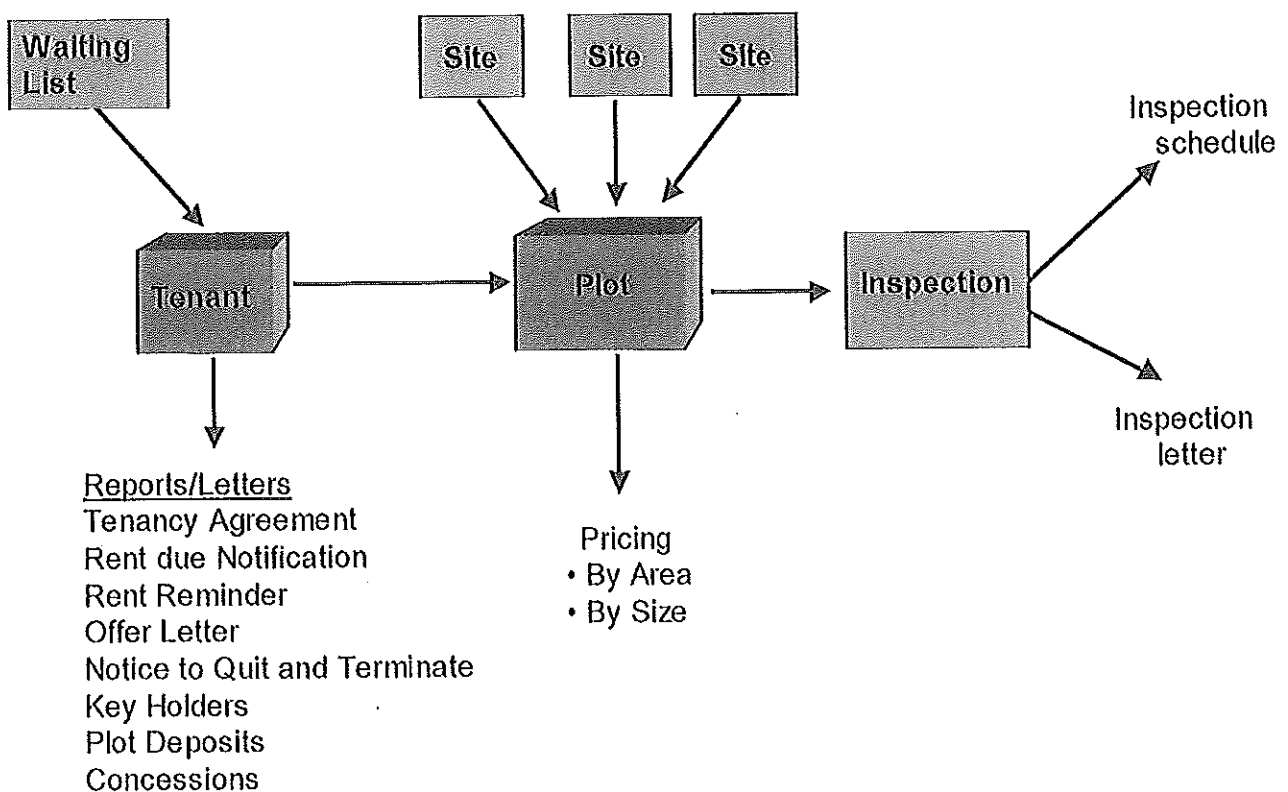 Waiting
List
Site
Site
Site
Inspection
schedule
Tenant
Plot
Inspection
Inspection
letter
Reports/Letters
Tenancy Agreement
Rent due Notification
Rent Reminder
Offer Letter
Notice to Quit and Terminate
Key Holders
Plot Deposits
Concessions
Pricing
• By Area
• By Size